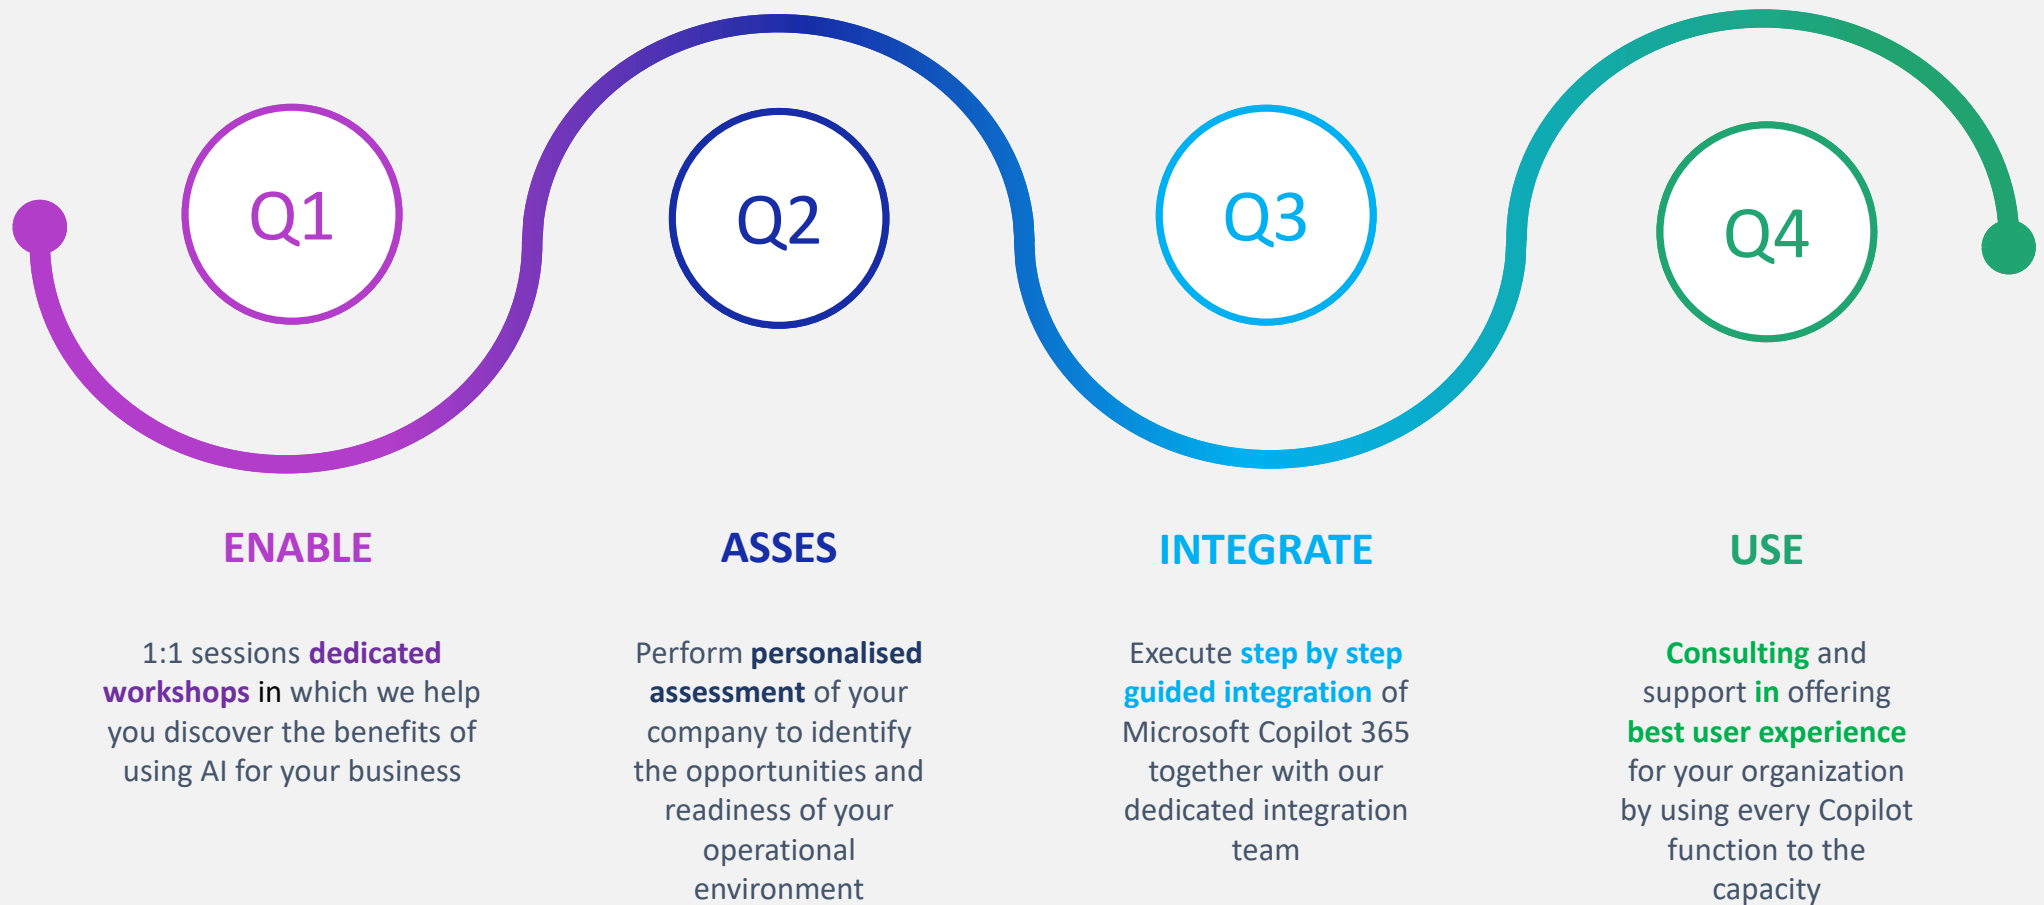 Q1
Q2
Q3
Q4
ENABLE
1:1 sessions dedicated
workshops in which we help
you discover the benefits of
using AI for your business
ASSES
Perform personalised
assessment of your
company to identify
the opportunities and
readiness of your
operational
environment
INTEGRATE
Execute step by step
guided integration of
Microsoft Copilot 365
together with our
dedicated integration
team
USE
Consulting and
support in offering
best user experience
for your organization
by using every Copilot
function to the
capacity